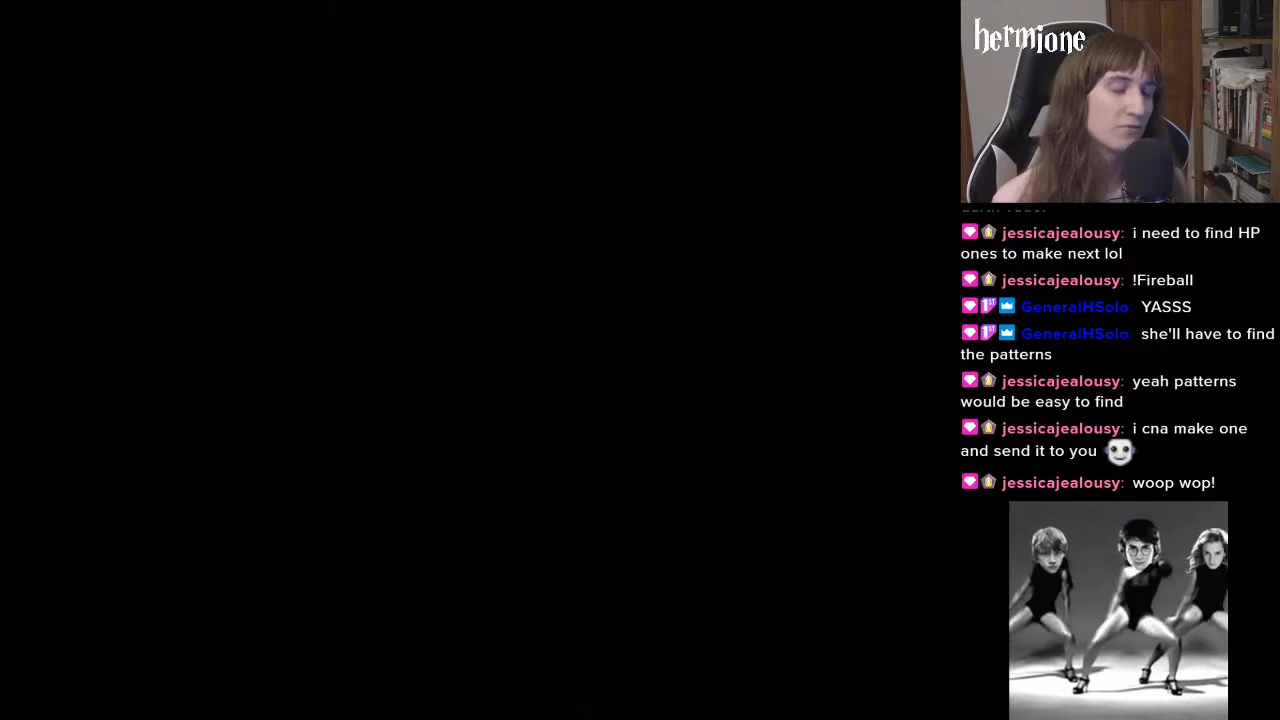 hermione
jessicajealousy: i need to find HP
ones to make next lol
jessicajealousy: !Fireball
1ST GeneralHSolo: YASSS
1ST GeneralHSolo: she'll have to find
the patterns
jessicajealousy: yeah patterns
would be easy to find
jessicajealousy: i cna make one
and send it to you
jessicajealousy: woop wop!